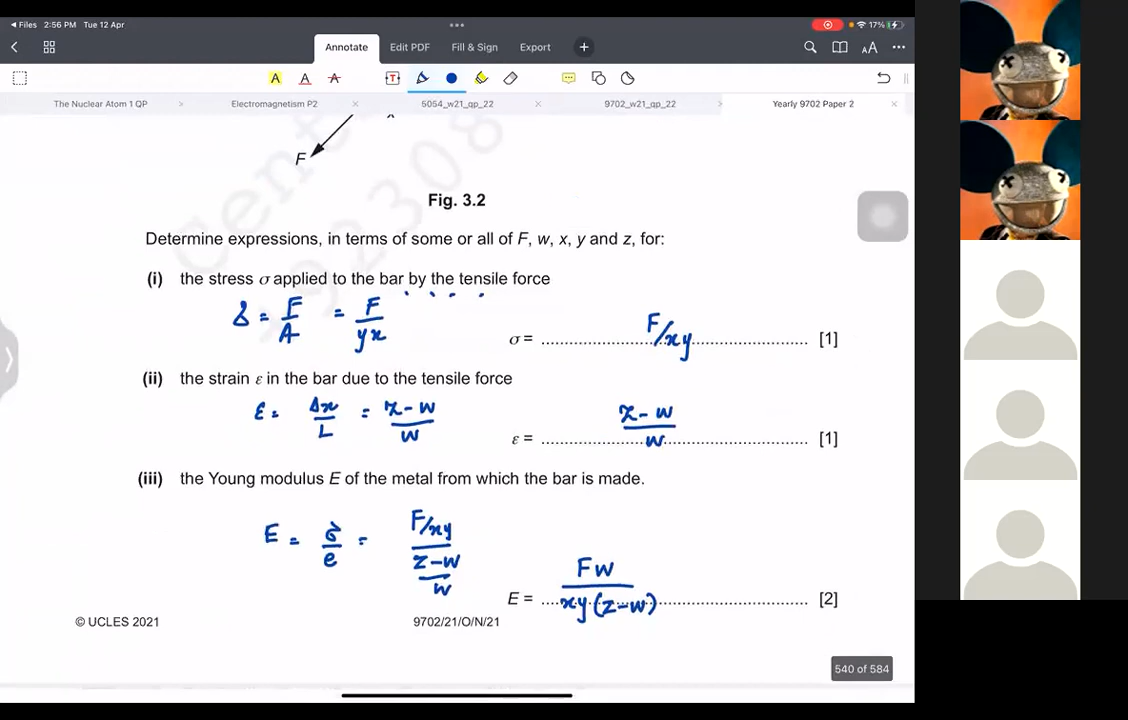 Files 2:56 PM Tue 12 Apr 17%
Annotate Edit PDF Fill & Sign Export
The Nuclear Atom 1 QP Electromagnetism P2 5054_w21_qp_22 9702_w21_qp_22 Yearly 9702 Paper 2
F
Fig. 3.2
Determine expressions, in terms of some or all of F, w, x, y and z, for:
(i) the stress σ applied to the bar by the tensile force
δ = F/A = F/yx
σ = F/xy [1]
(ii) the strain ε in the bar due to the tensile force
ε = Δx/L = z-w/w
ε = z-w/w [1]
(iii) the Young modulus E of the metal from which the bar is made.
E = σ/e = F/xy / z-w/w
E = Fw/xy(z-w) [2]
© UCLES 2021 9702/21/O/N/21
540 of 584